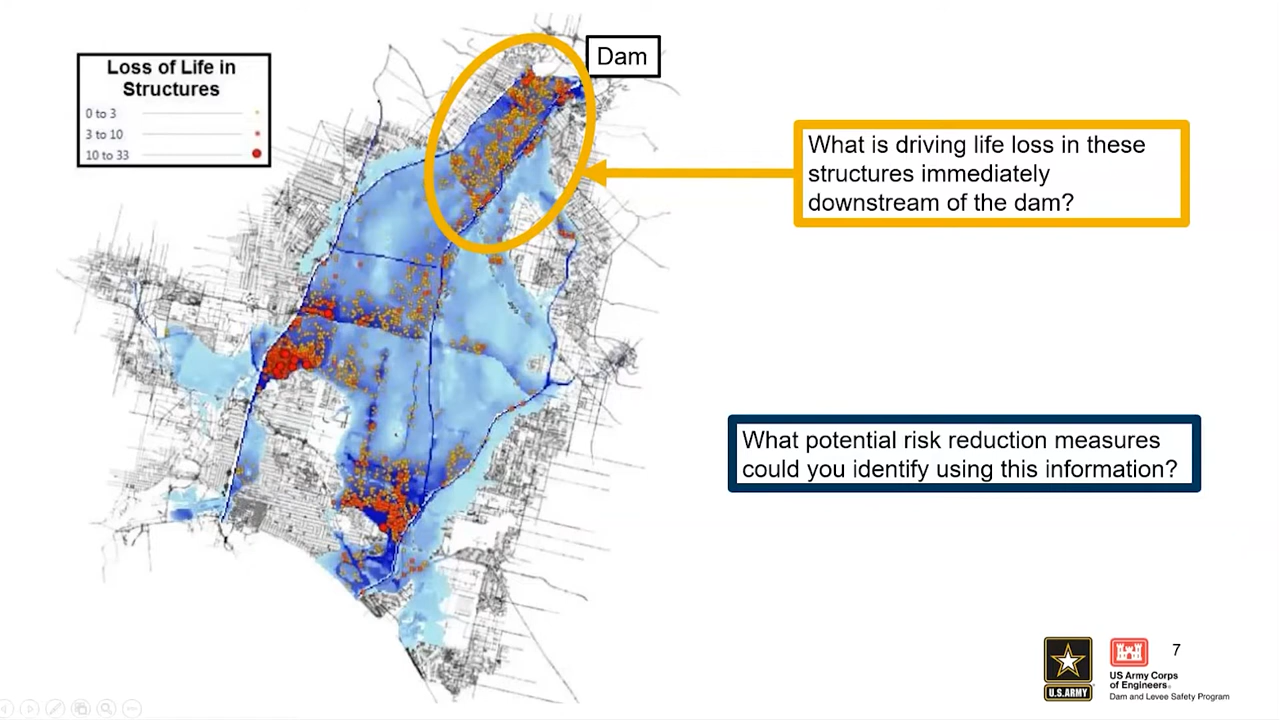 Loss of Life in
Structures
0 to 3
3 to 10
10 to 33
Dam
What is driving life loss in these
structures immediately
downstream of the dam?
What potential risk reduction measures
could you identify using this information?
U.S.ARMY
US Army Corps
of Engineers®
Dam and Levee Safety Program
7